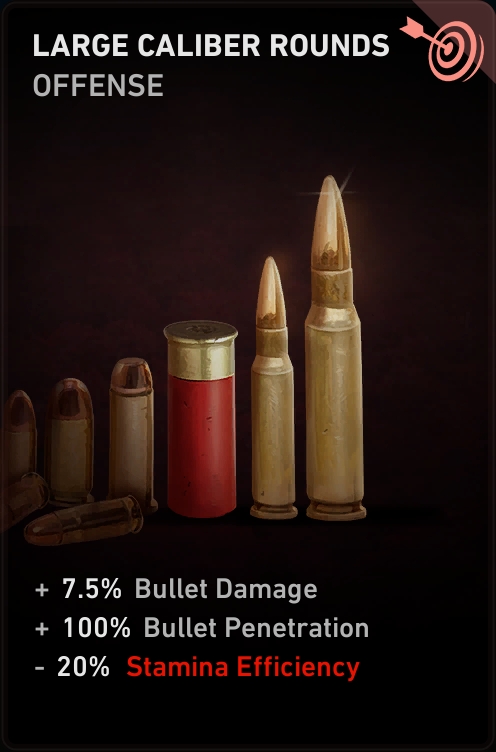 LARGE CALIBER ROUNDS
OFFENSE
+ 7.5% Bullet Damage
+ 100% Bullet Penetration
- 20% Stamina Efficiency